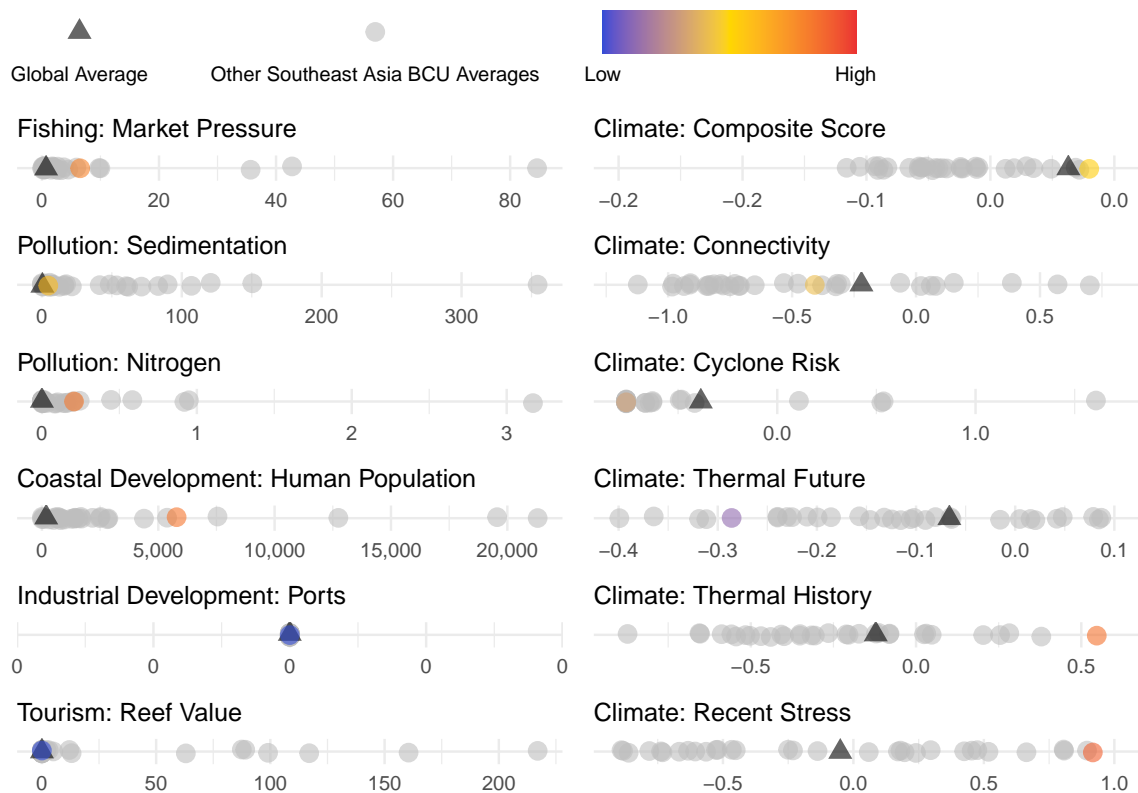 Global Average
Other Southeast Asia BCU Averages
Low
High
Fishing: Market Pressure
0 20 40 60 80
Climate: Composite Score
−0.2 −0.2 −0.1 0.0 0.0
Pollution: Sedimentation
0 100 200 300
Climate: Connectivity
−1.0 −0.5 0.0 0.5
Pollution: Nitrogen
0 1 2 3
Climate: Cyclone Risk
0.0 1.0
Coastal Development: Human Population
0 5,000 10,000 15,000 20,000
Climate: Thermal Future
−0.4 −0.3 −0.2 −0.1 0.0 0.1
Industrial Development: Ports
0 0 0 0 0
Climate: Thermal History
−0.5 0.0 0.5
Tourism: Reef Value
0 50 100 150 200
Climate: Recent Stress
−0.5 0.0 0.5 1.0